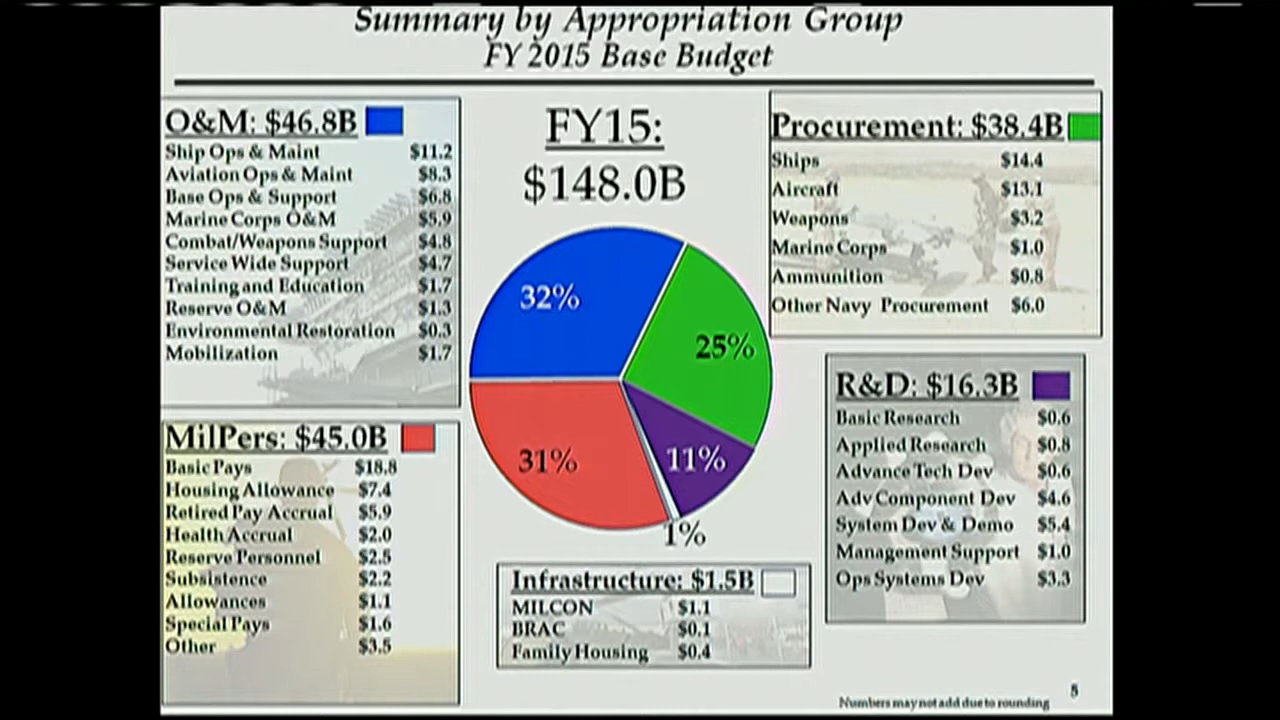 Summary by Appropriation Group
FY 2015 Base Budget
O&M: $46.8B
Ship Ops & Maint $11.2
Aviation Ops & Maint $8.3
Base Ops & Support $6.8
Marine Corps O&M $5.9
Combat/Weapons Support $4.8
Service Wide Support $4.7
Training and Education $1.7
Reserve O&M $1.3
Environmental Restoration $0.3
Mobilization $1.7
MilPers: $45.0B
Basic Pays $18.8
Housing Allowance $7.4
Retired Pay Accrual $5.9
Health Accrual $2.0
Reserve Personnel $2.5
Subsistence $2.2
Allowances $1.1
Special Pays $1.6
Other $3.5
FY15:
$148.0B
32%
25%
31%
11%
1%
Infrastructure: $1.5B
MILCON $1.1
BRAC $0.1
Family Housing $0.4
Procurement: $38.4B
Ships $14.4
Aircraft $13.1
Weapons $3.2
Marine Corps $1.0
Ammunition $0.8
Other Navy Procurement $6.0
R&D: $16.3B
Basic Research $0.6
Applied Research $0.8
Advance Tech Dev $0.6
Adv Component Dev $4.6
System Dev & Demo $5.4
Management Support $1.0
Ops Systems Dev $3.3
Numbers may not add due to rounding
5